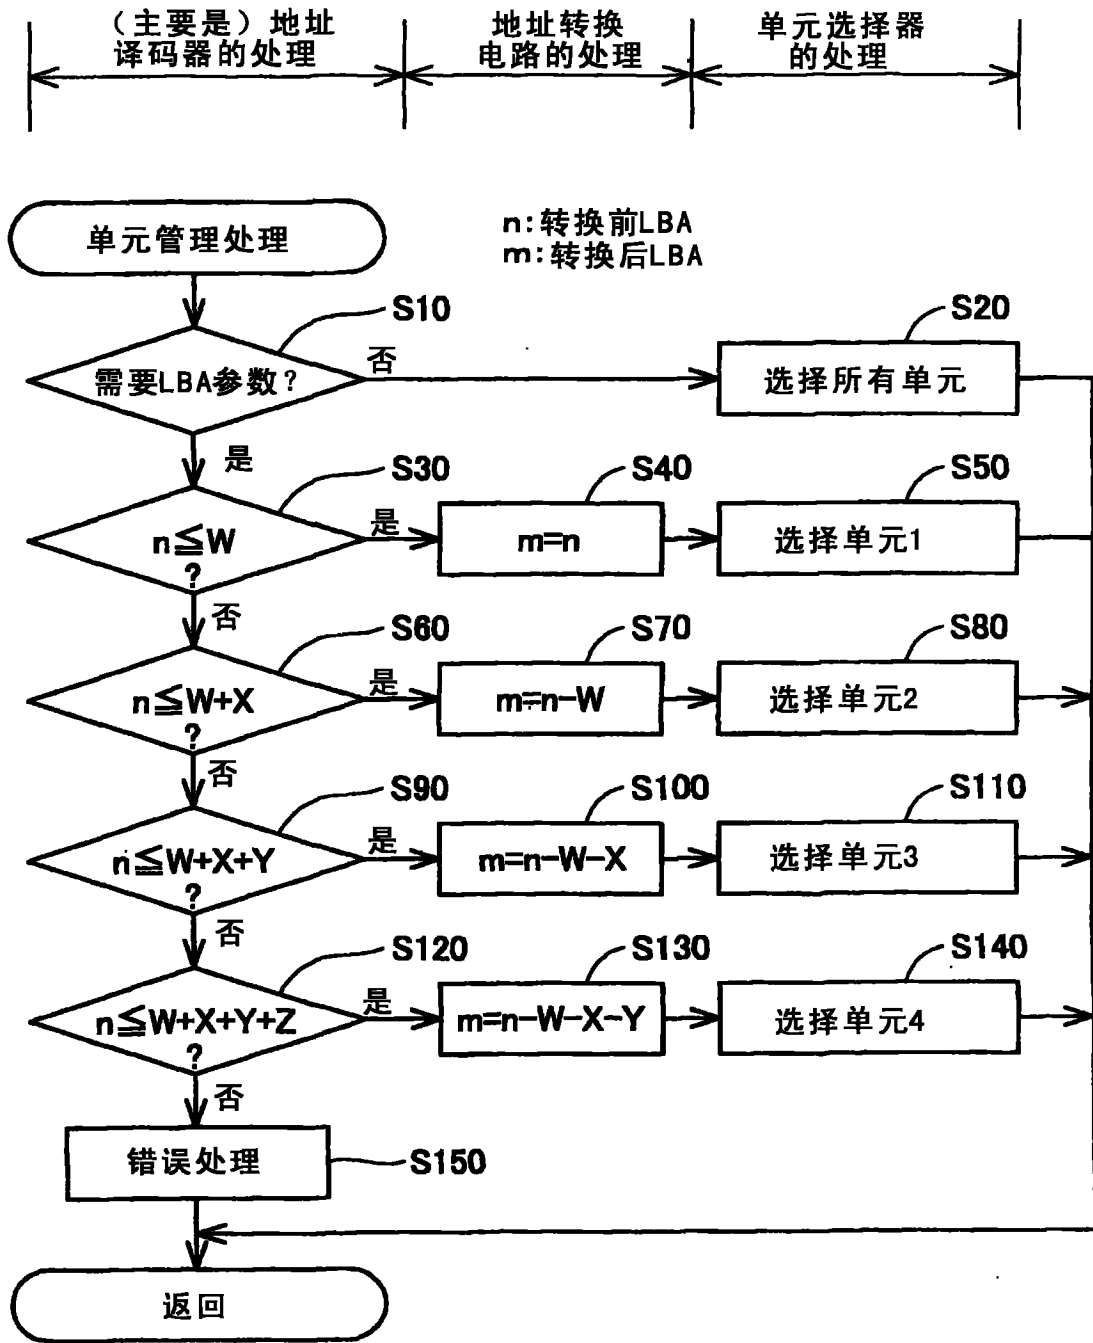 （主要是）地址
译码器的处理
地址转换
电路的处理
单元选择器
的处理
单元管理处理
n:转换前LBA
m:转换后LBA
S10
需要LBA参数?
否
S20
选择所有单元
是
S30
n≦W
?
是
S40
m=n
S50
选择单元1
否
S60
n≦W+X
?
是
S70
m=n-W
S80
选择单元2
否
S90
n≦W+X+Y
?
是
S100
m=n-W-X
S110
选择单元3
否
S120
n≦W+X+Y+Z
?
是
S130
m=n-W-X-Y
S140
选择单元4
否
错误处理
S150
返回